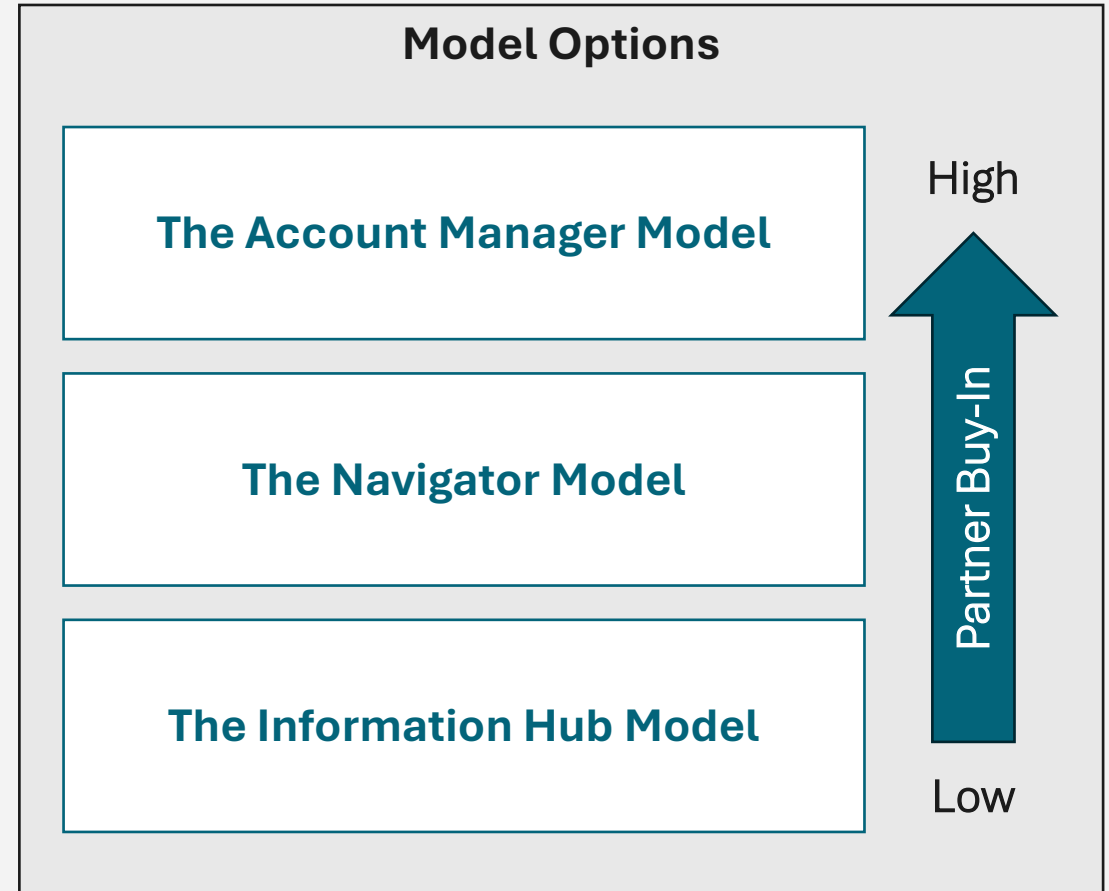 Model Options
The Account Manager Model
High
The Navigator Model
Partner Buy-In
The Information Hub Model
Low